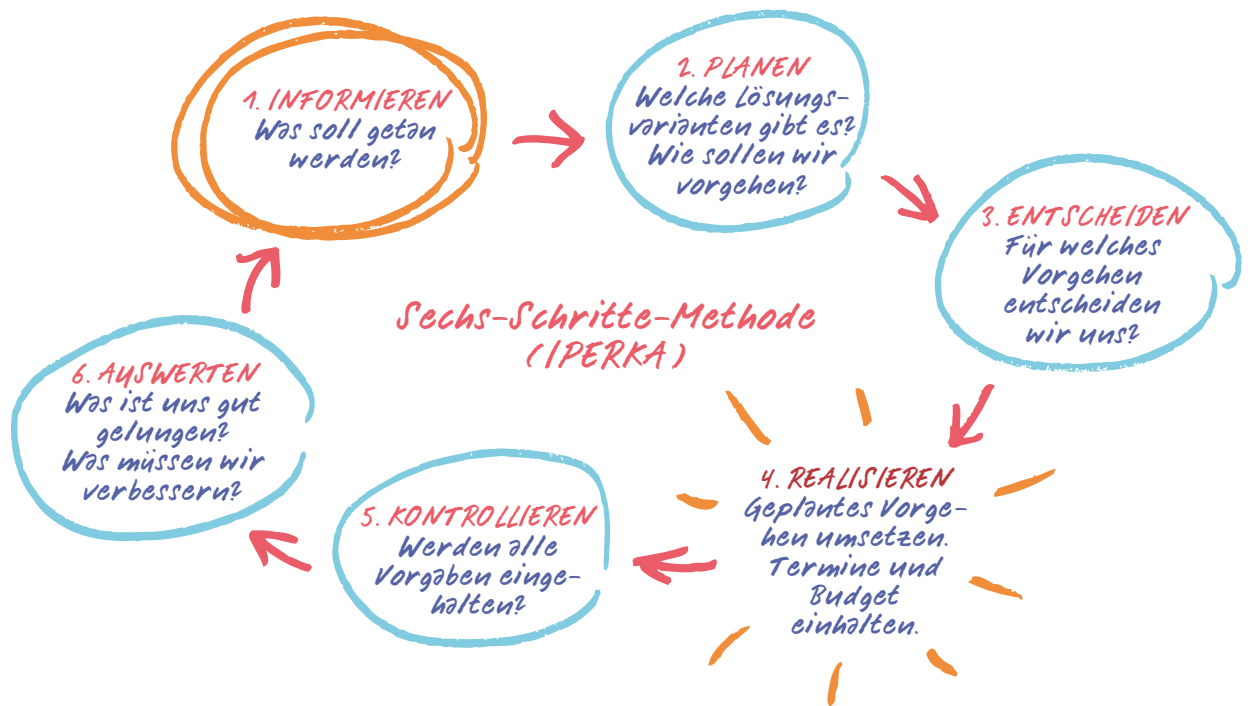 1. INFORMIEREN
Was soll getan
werden?
2. PLANEN
Welche Lösungs-
varianten gibt es?
Wie sollen wir
vorgehen?
3. ENTSCHEIDEN
Für welches
Vorgehen
entscheiden
wir uns?
Sechs-Schritte-Methode
(IPERKA)
4. REALISIEREN
Geplantes Vorge-
hen umsetzen.
Termine und
Budget
einhalten.
5. KONTROLLIEREN
Werden alle
Vorgaben einge-
halten?
6. AUSWERTEN
Was ist uns gut
gelungen?
Was müssen wir
verbessern?